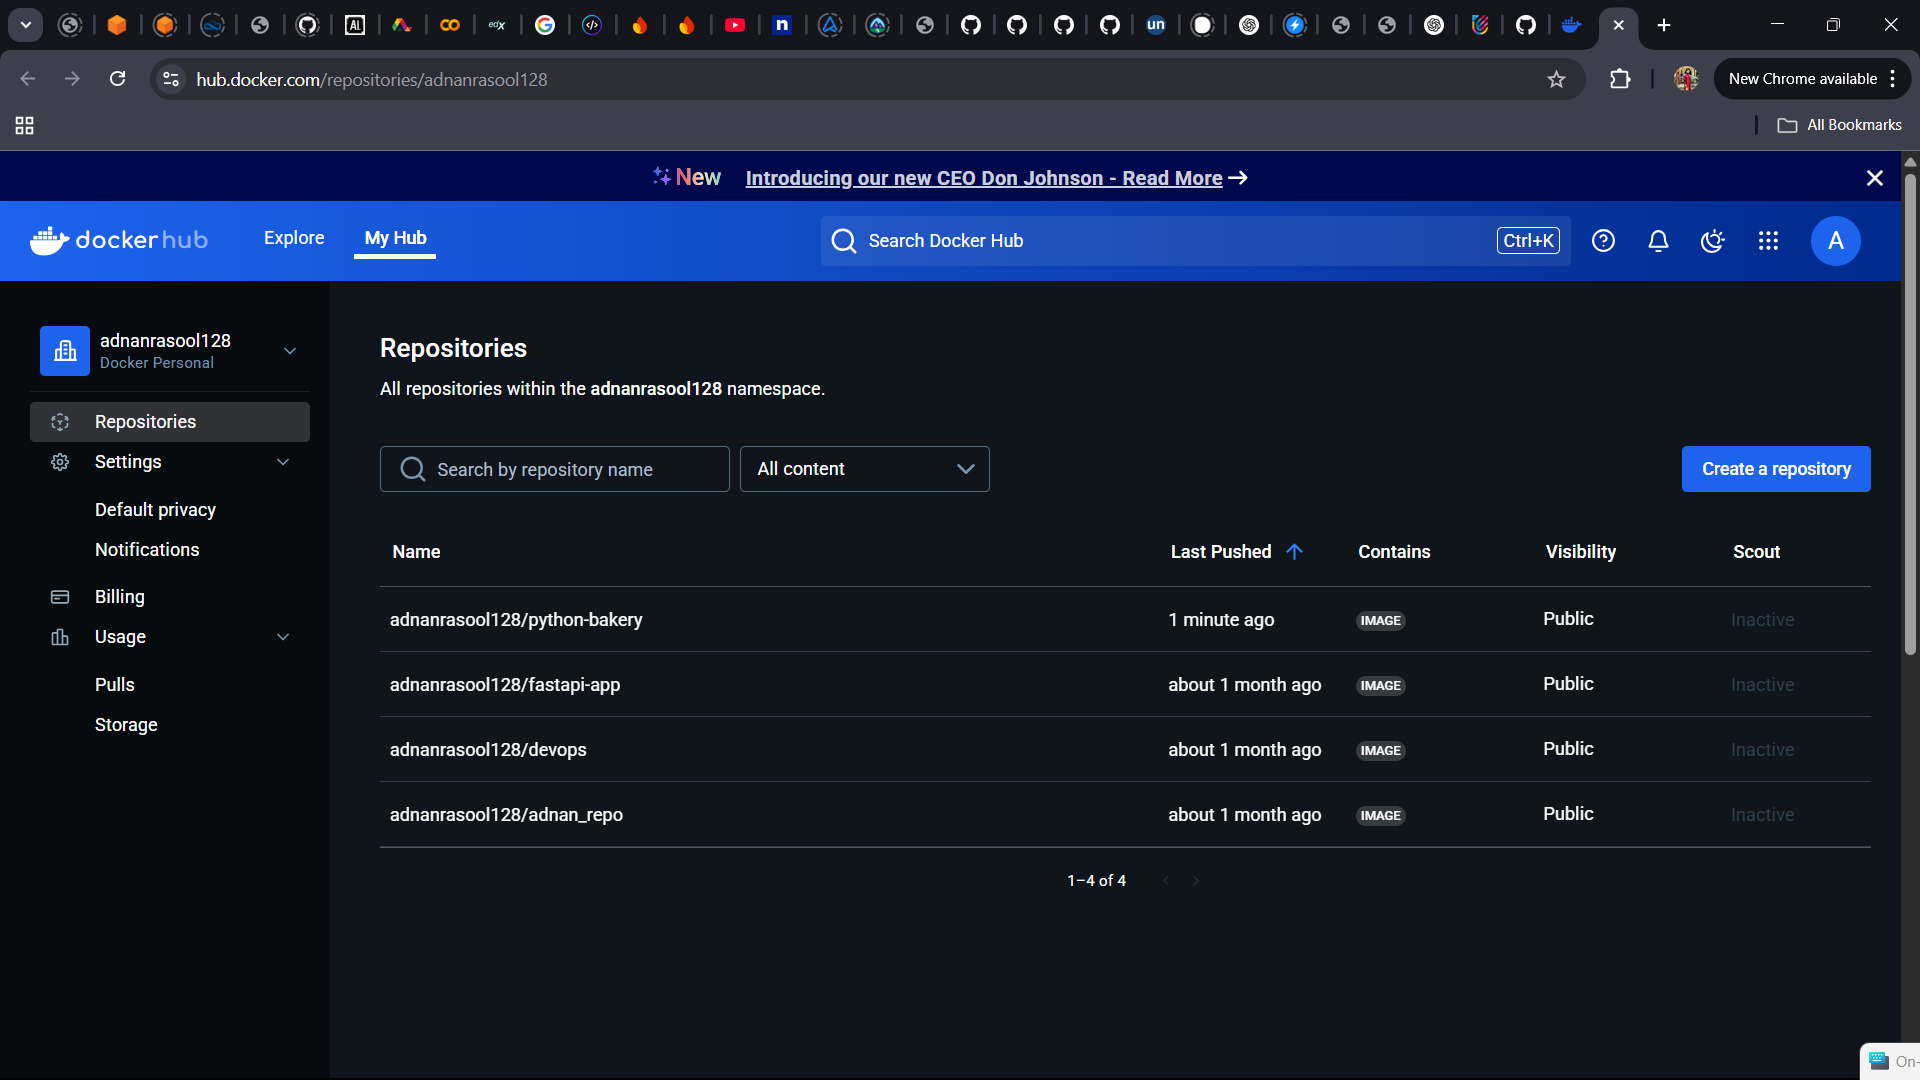 AI
edX
n
un
hub.docker.com/repositories/adnanrasool128
New Chrome available
All Bookmarks
New Introducing our new CEO Don Johnson - Read More →
docker hub
Explore
My Hub
Search Docker Hub
Ctrl+K
A
adnanrasool128
Docker Personal
Repositories
Settings
Default privacy
Notifications
Billing
Usage
Pulls
Storage
Repositories
All repositories within the adnanrasool128 namespace.
Search by repository name
All content
Create a repository
Name Last Pushed Contains Visibility Scout
adnanrasool128/python-bakery 1 minute ago IMAGE Public Inactive
adnanrasool128/fastapi-app about 1 month ago IMAGE Public Inactive
adnanrasool128/devops about 1 month ago IMAGE Public Inactive
adnanrasool128/adnan_repo about 1 month ago IMAGE Public Inactive
1–4 of 4
On-